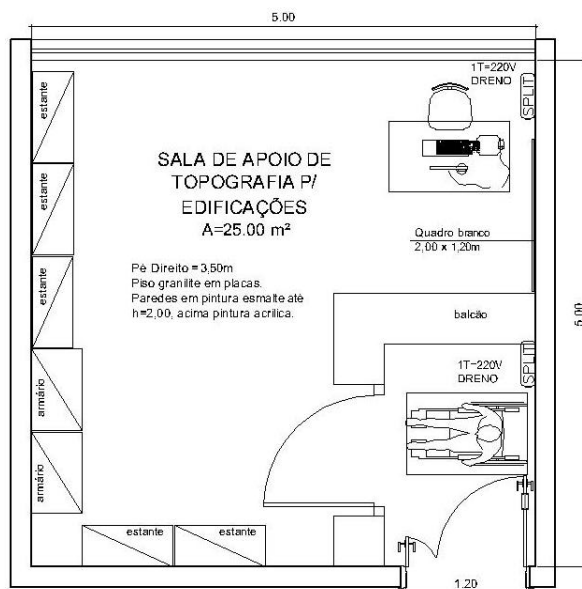 5.00
1T=220V
DRENO
SPLIT
estante
SALA DE APOIO DE
TOPOGRAFIA P/
EDIFICAÇÕES
A=25.00 m²
estante
Quadro branco
2,00 x 1,20m
Pé Direito = 3,50m
Piso granilite em placas.
Paredes em pintura esmalte até
h=2,00, acima pintura acrílica.
estante
balcão
5.00
1T=220V
DRENO
SPLIT
armário
armário
estante
estante
1.20